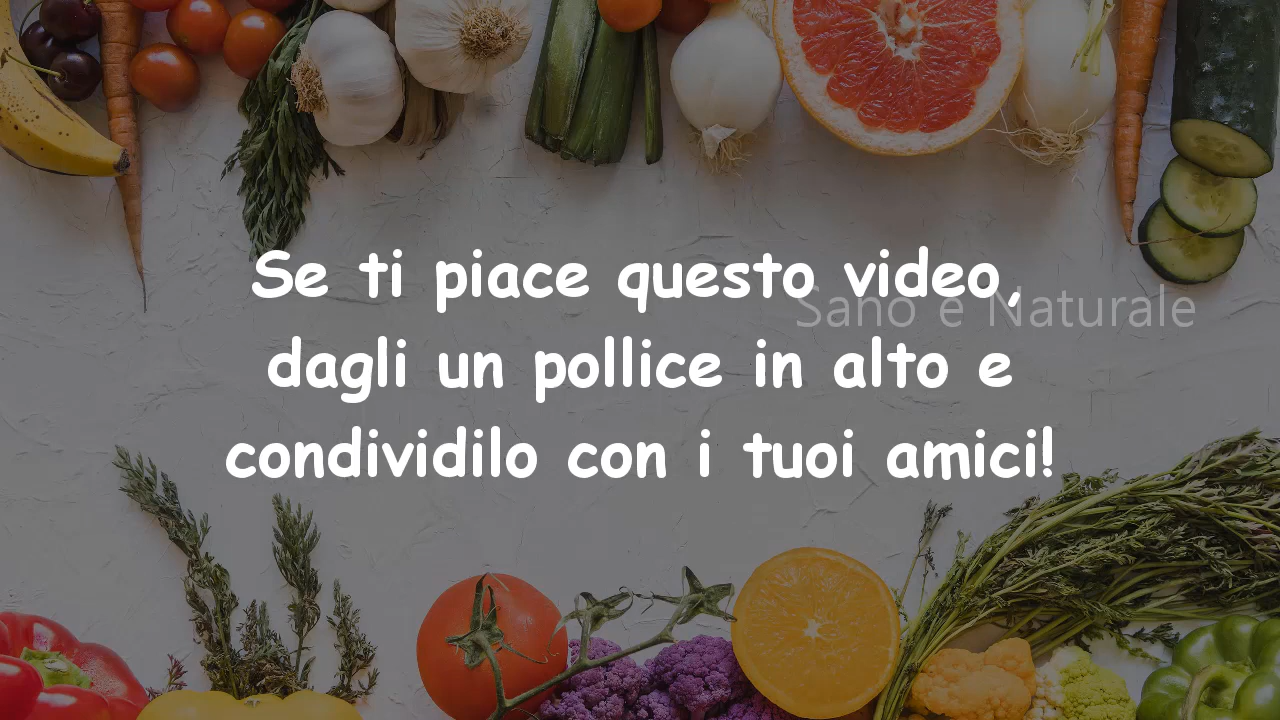 Se ti piace questo video,
Sano e Naturale
dagli un pollice in alto e
condividilo con i tuoi amici!